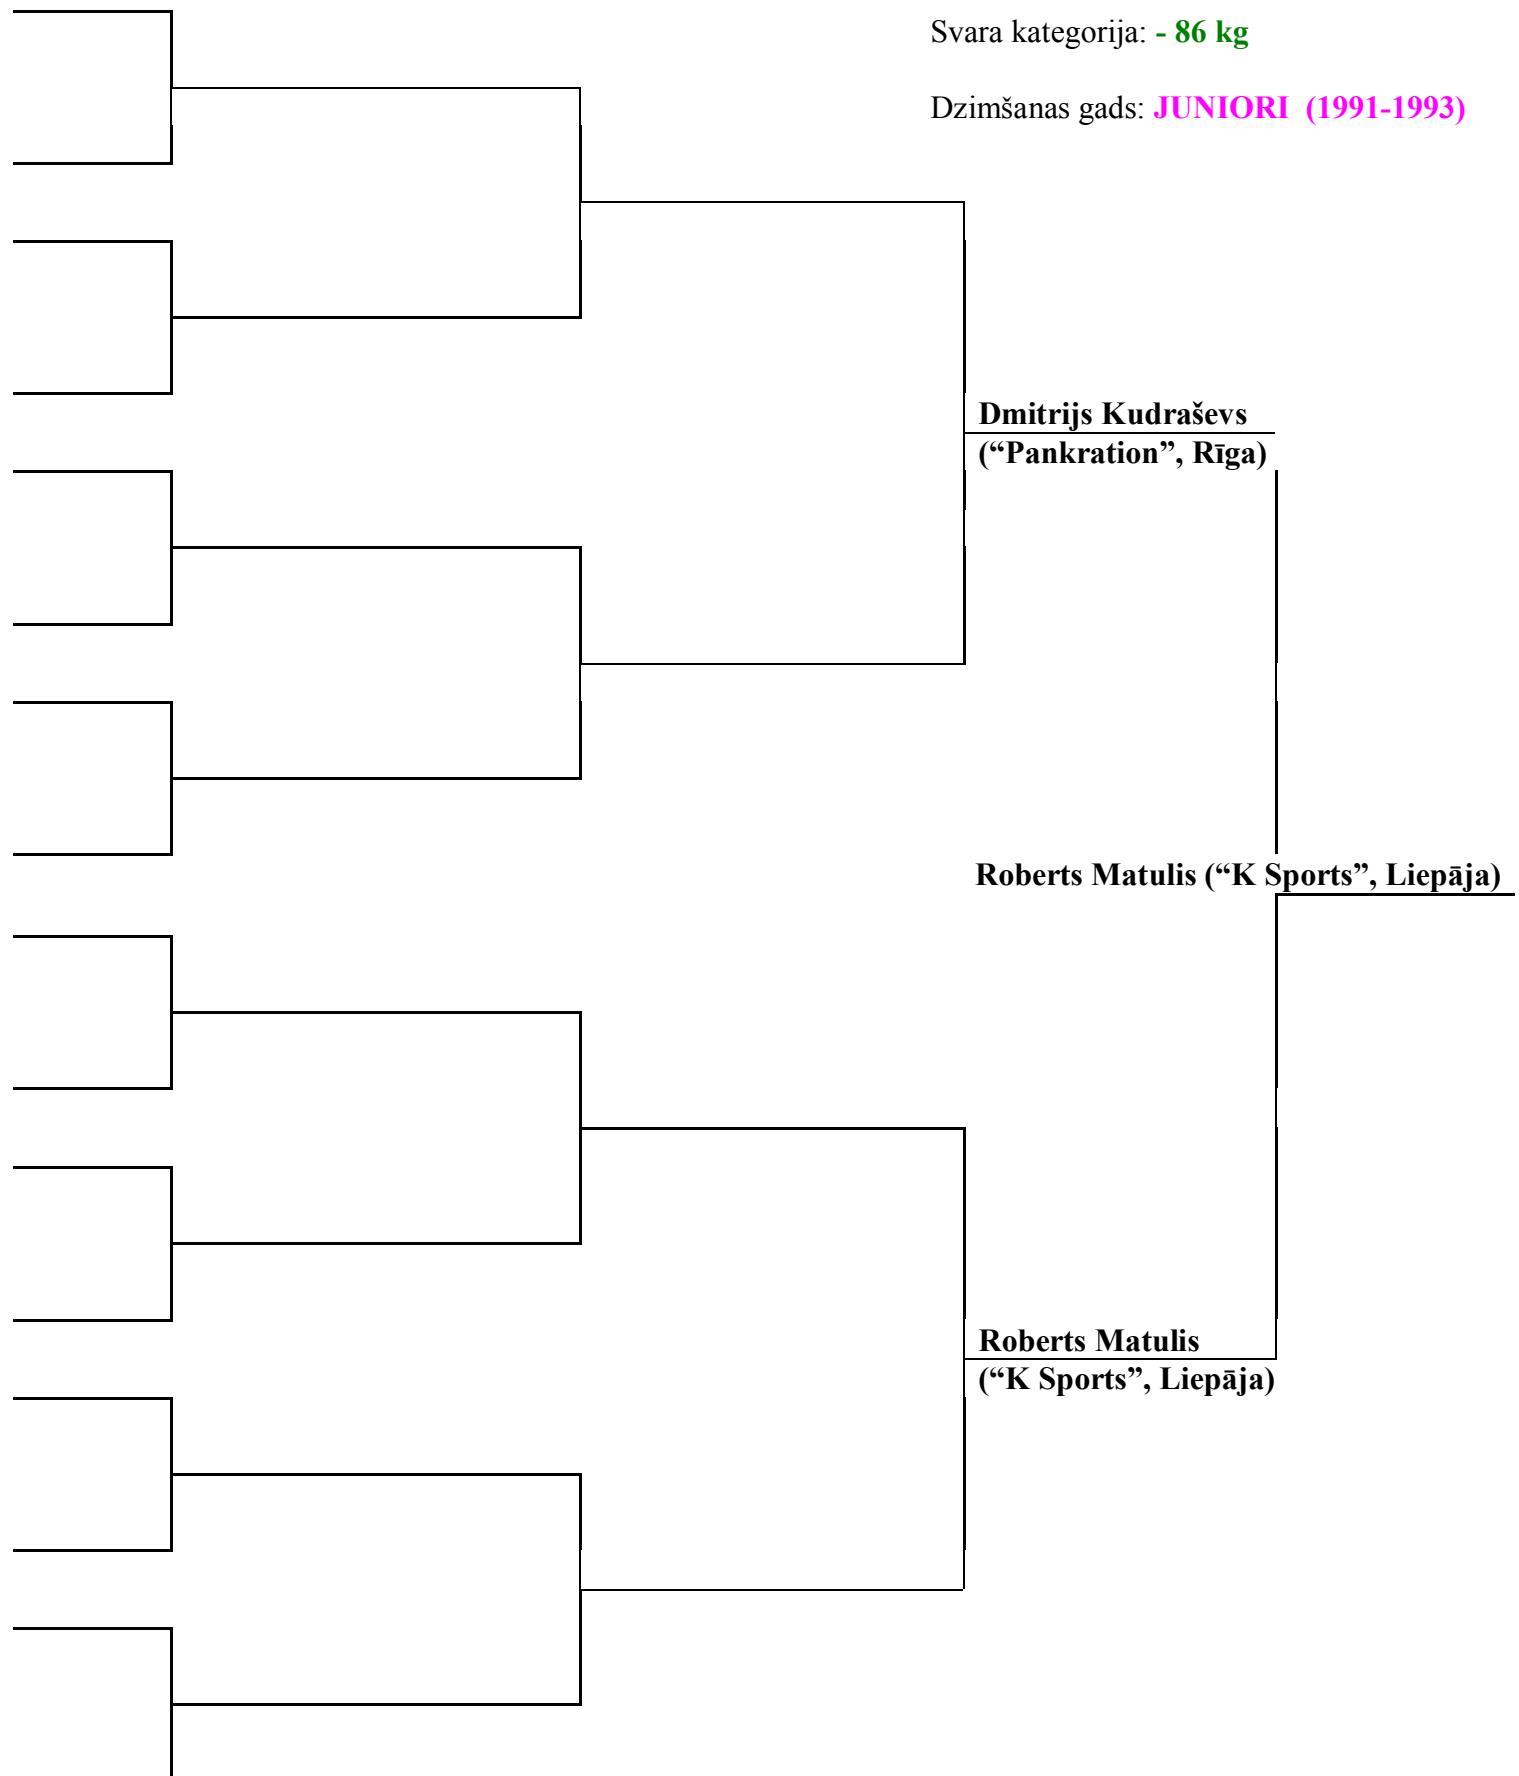 Svara kategorija: - 86 kg
Dzimšanas gads: JUNIORI (1991-1993)
Dmitrijs Kudraševs
(“Pankration”, Rīga)
Roberts Matulis (“K Sports”, Liepāja)
Roberts Matulis
(“K Sports”, Liepāja)